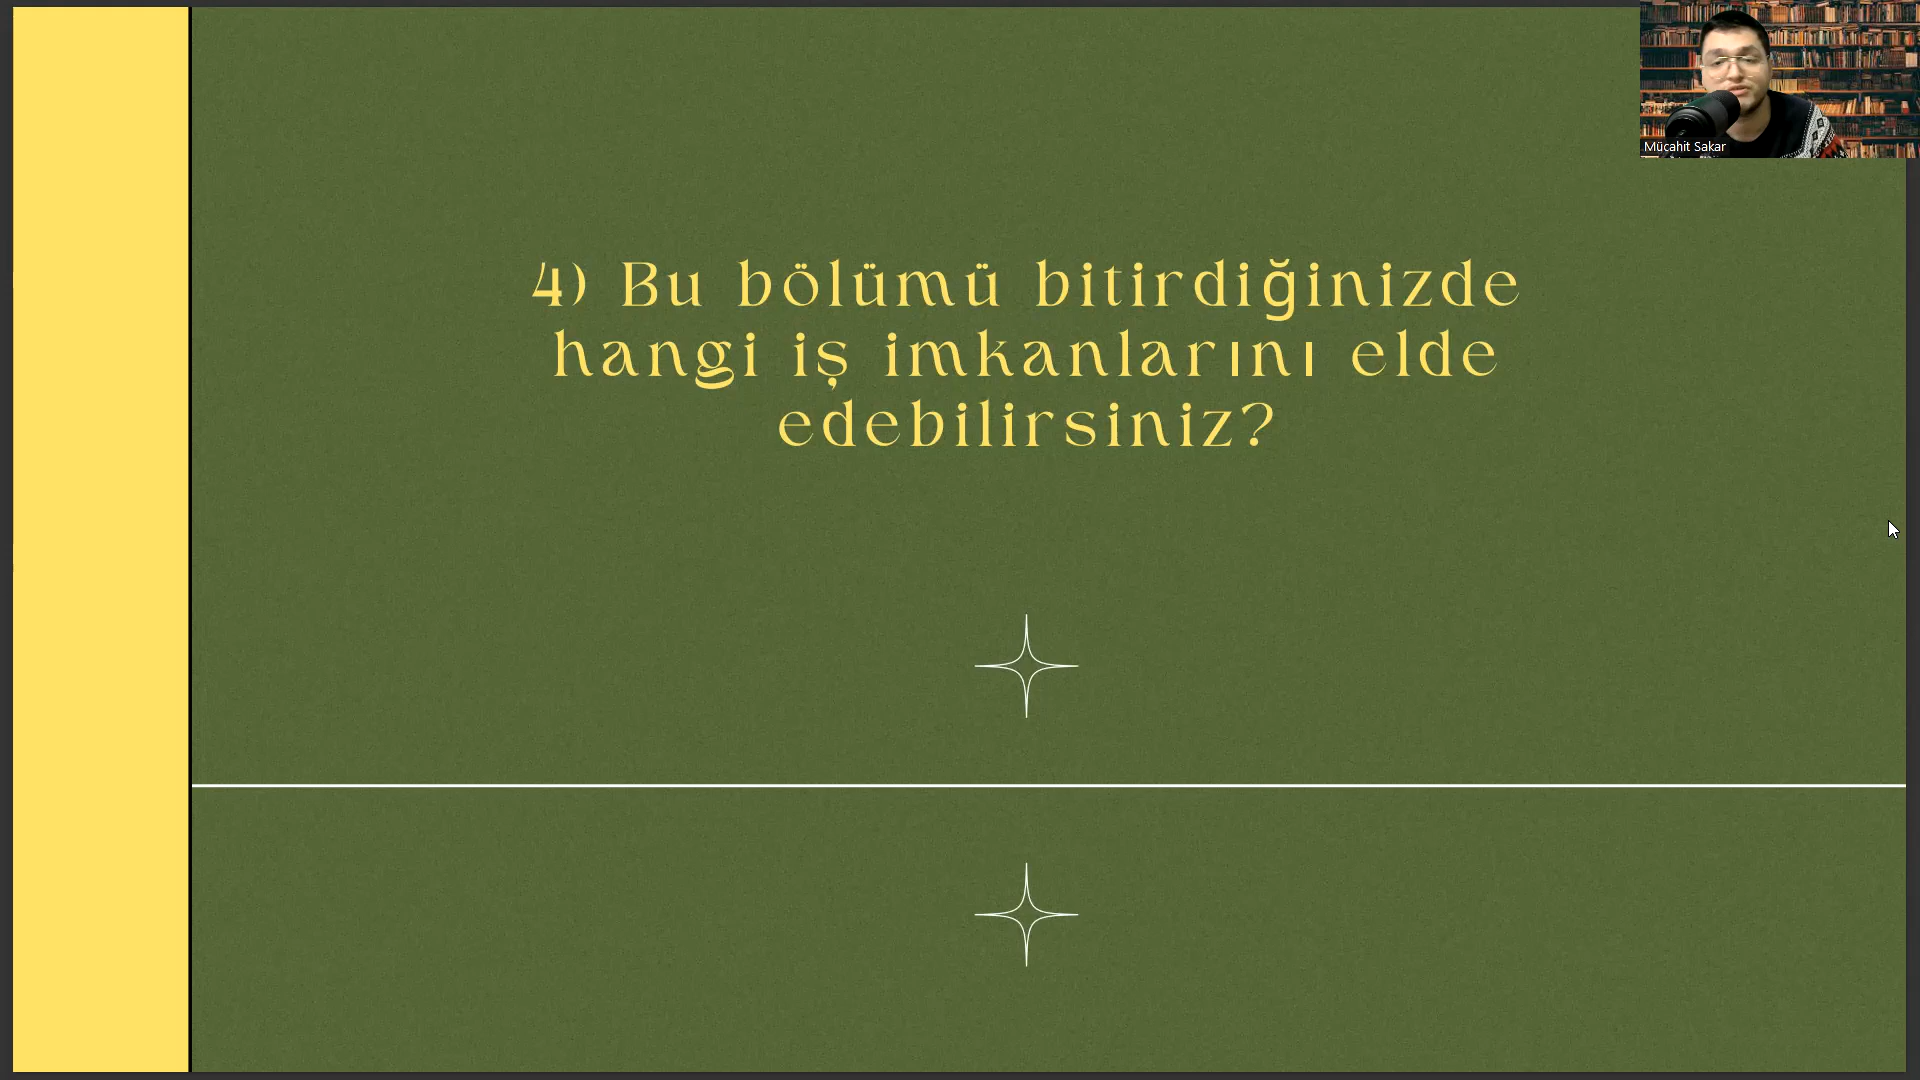 Mücahit Sakar
4) Bu bölümü bitirdiğinizde
hangi iş imkanlarını elde
edebilirsiniz?